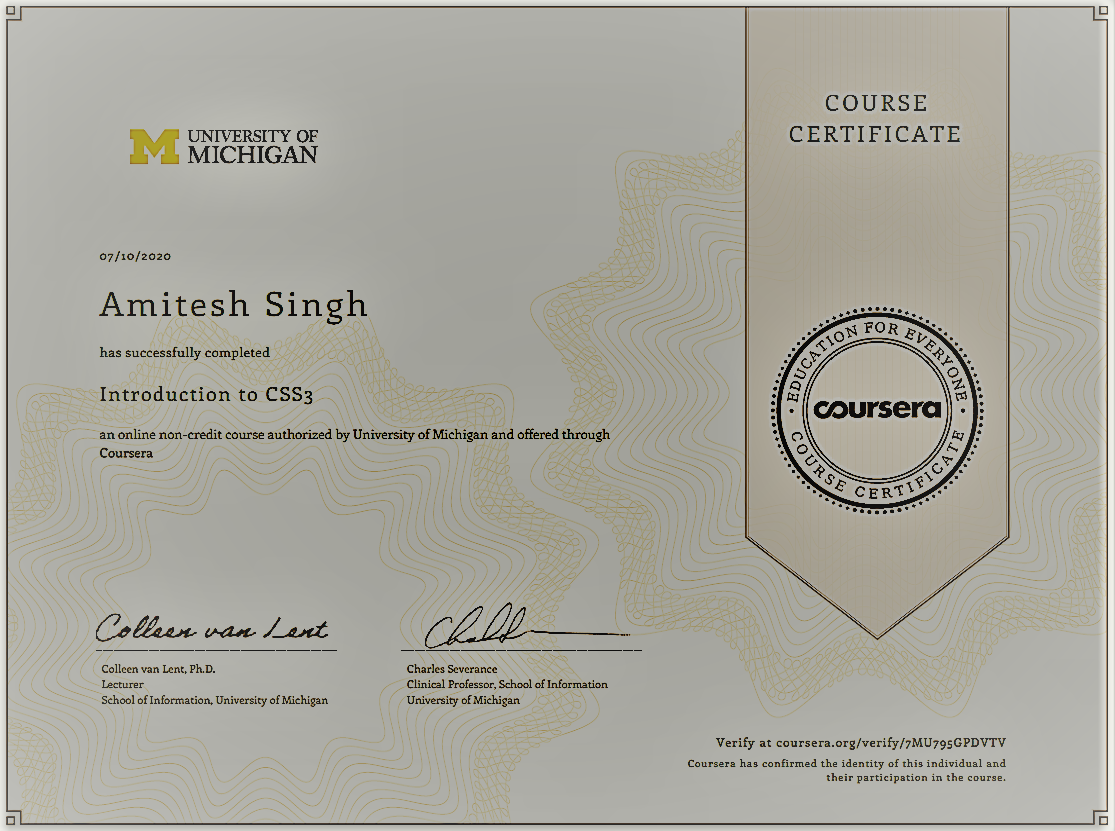 UNIVERSITY OF
MICHIGAN
COURSE
CERTIFICATE
07/10/2020
Amitesh Singh
has successfully completed
Introduction to CSS3
an online non-credit course authorized by University of Michigan and offered through
Coursera
EDUCATION FOR EVERYONE
coursera
COURSE CERTIFICATE
Colleen van Lent
Colleen van Lent, Ph.D.
Lecturer
School of Information, University of Michigan
Charles Severance
Clinical Professor, School of Information
University of Michigan
Verify at coursera.org/verify/7MU795GPDVTV
Coursera has confirmed the identity of this individual and
their participation in the course.